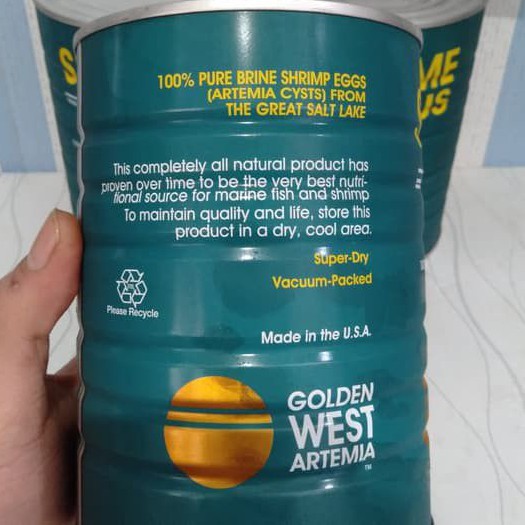 100% PURE BRINE SHRIMP EGGS
(ARTEMIA CYSTS) FROM
THE GREAT SALT LAKE
This completely all natural product has
proven over time to be the very best nutri-
tional source for marine fish and shrimp
To maintain quality and life, store this
product in a dry, cool area.
Super-Dry
Vacuum-Packed
Please Recycle
Made in the U.S.A.
GOLDEN
WEST
ARTEMIA
TM
S
ME
US